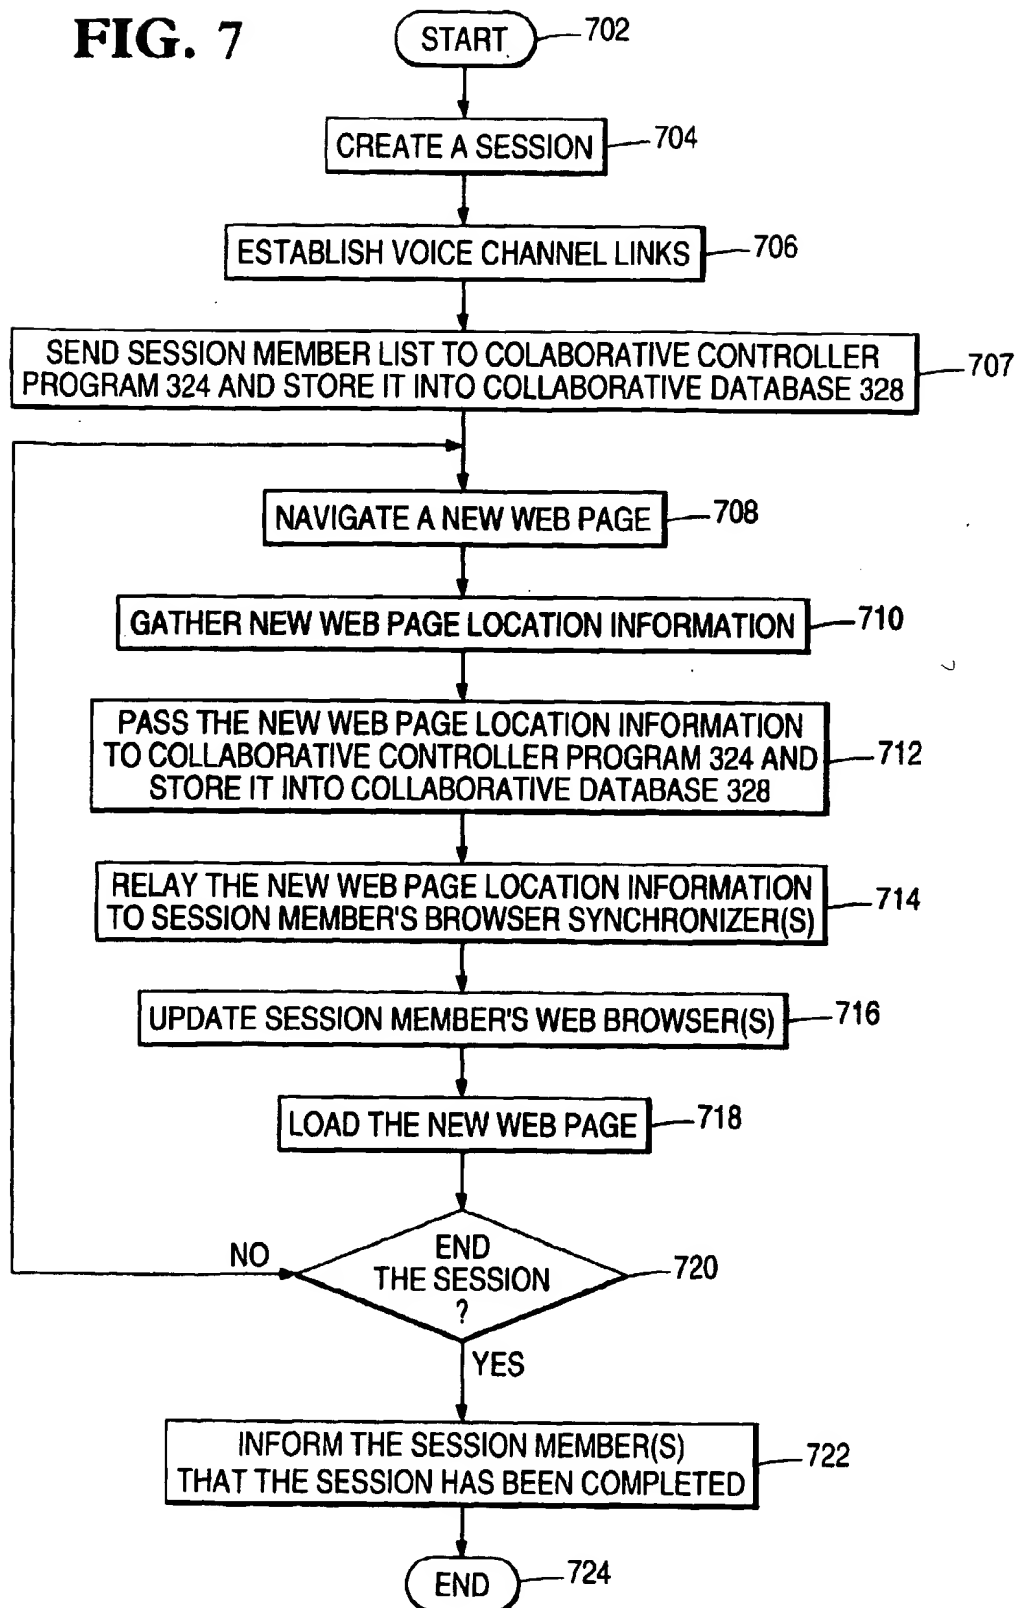 FIG. 7
START
702
CREATE A SESSION
704
ESTABLISH VOICE CHANNEL LINKS
706
SEND SESSION MEMBER LIST TO COLABORATIVE CONTROLLER
PROGRAM 324 AND STORE IT INTO COLLABORATIVE DATABASE 328
707
NAVIGATE A NEW WEB PAGE
708
GATHER NEW WEB PAGE LOCATION INFORMATION
710
PASS THE NEW WEB PAGE LOCATION INFORMATION
TO COLLABORATIVE CONTROLLER PROGRAM 324 AND
STORE IT INTO COLLABORATIVE DATABASE 328
712
RELAY THE NEW WEB PAGE LOCATION INFORMATION
TO SESSION MEMBER'S BROWSER SYNCHRONIZER(S)
714
UPDATE SESSION MEMBER'S WEB BROWSER(S)
716
LOAD THE NEW WEB PAGE
718
NO
END
THE SESSION
?
720
YES
INFORM THE SESSION MEMBER(S)
THAT THE SESSION HAS BEEN COMPLETED
722
END
724